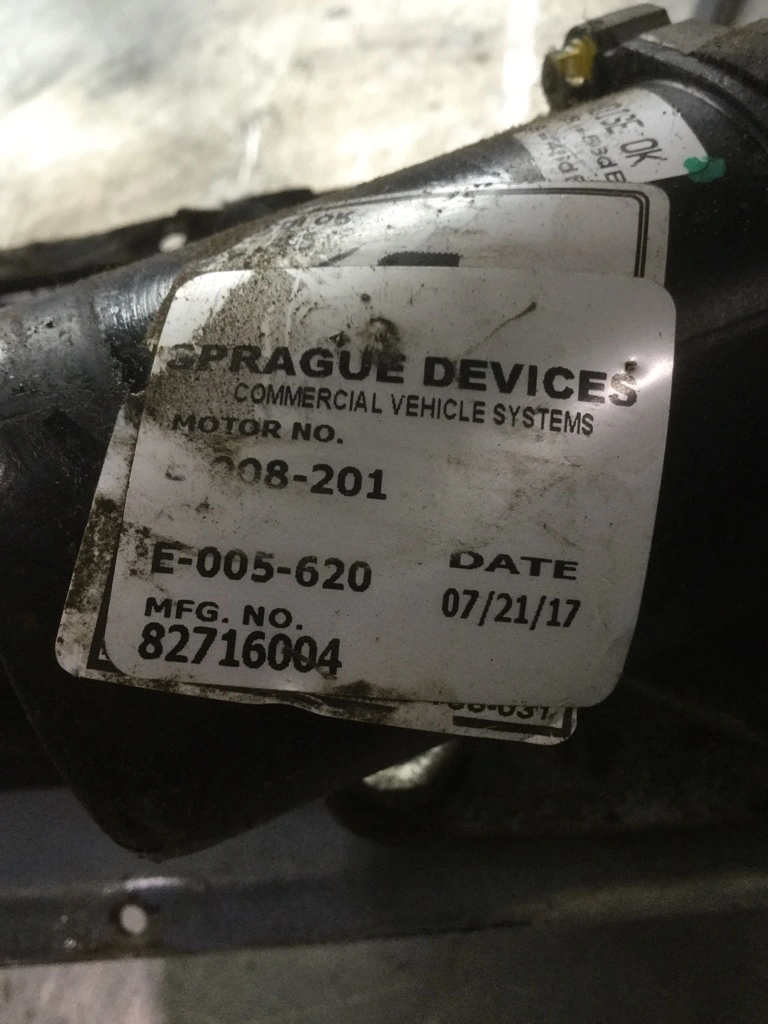 OISE OK
SPRAGUE DEVICES
COMMERCIAL VEHICLE SYSTEMS
MOTOR NO.
008-201
E-005-620
DATE
07/21/17
MFG. NO.
82716004